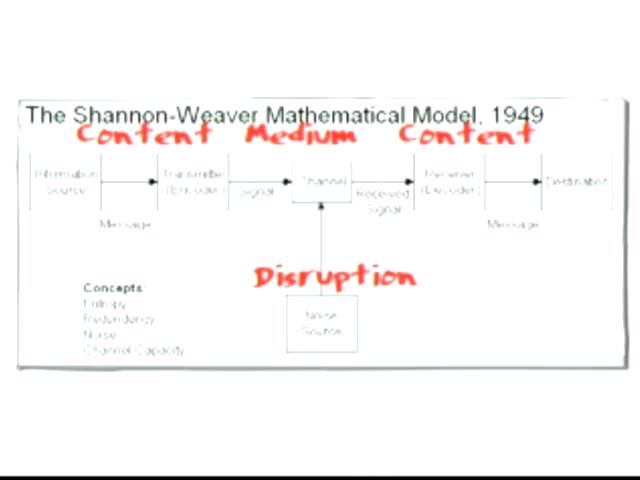 The Shannon-Weaver Mathematical Model, 1949
Content Medium Content
Information Source
Transmitter (Encoder)
Channel
Receiver (Decoder)
Destination
Signal
Received Signal
Message
Message
Disruption
Noise Source
Concepts:
Entropy
Redundancy
Noise
Channel Capacity